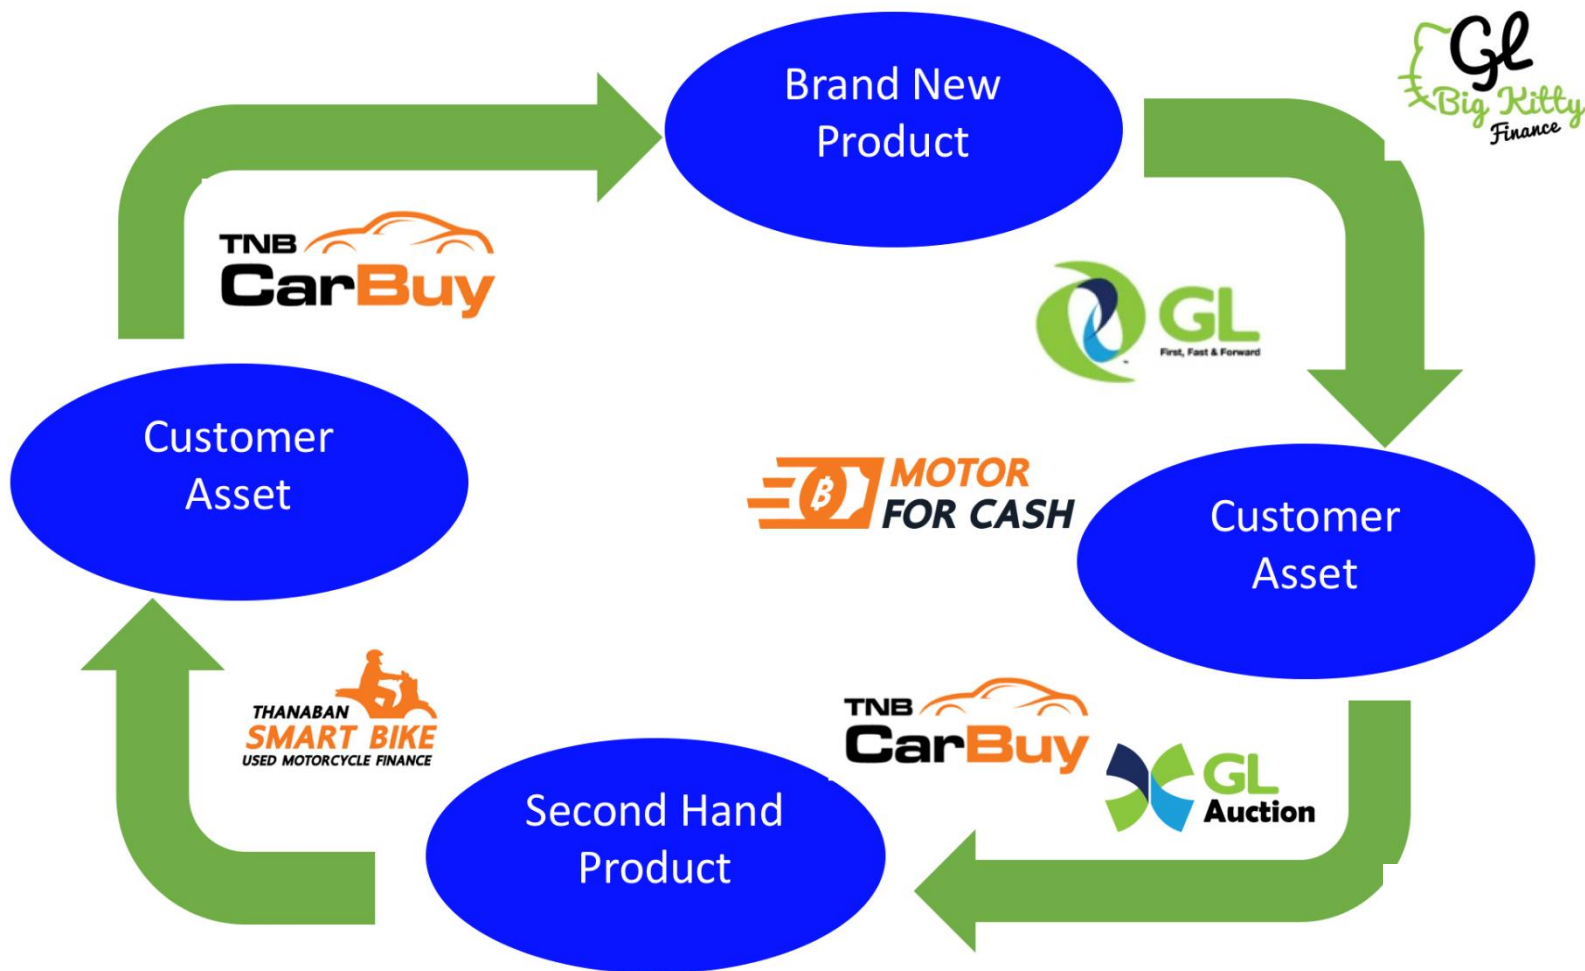 Brand New
Product
Gl
Big Kitty
Finance
TNB
CarBuy
GL
First, Fast & Forward
Customer
Asset
MOTOR
FOR CASH
Customer
Asset
THANABAN
SMART BIKE
USED MOTORCYCLE FINANCE
TNB
CarBuy
GL
Auction
Second Hand
Product